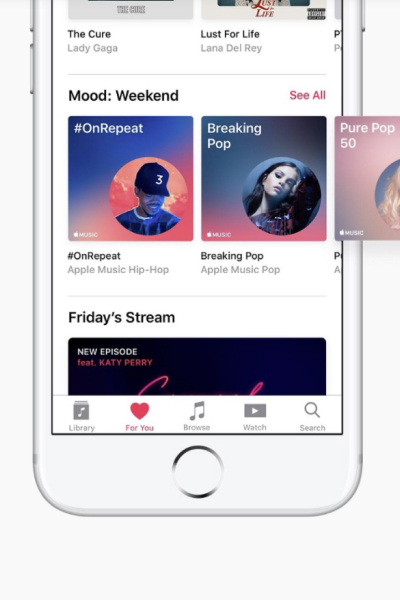 THE CURE
LUST
LIFE
The Cure
Lust For Life
Lady Gaga
Lana Del Rey
Mood: Weekend
See All
#OnRepeat
Breaking
Pop
Pure Pop
50
3
MUSIC
MUSIC
MUSIC
#OnRepeat
Breaking Pop
Apple Music Hip-Hop
Apple Music Pop
Friday’s Stream
NEW EPISODE
feat. KATY PERRY
Library
For You
Browse
Watch
Search